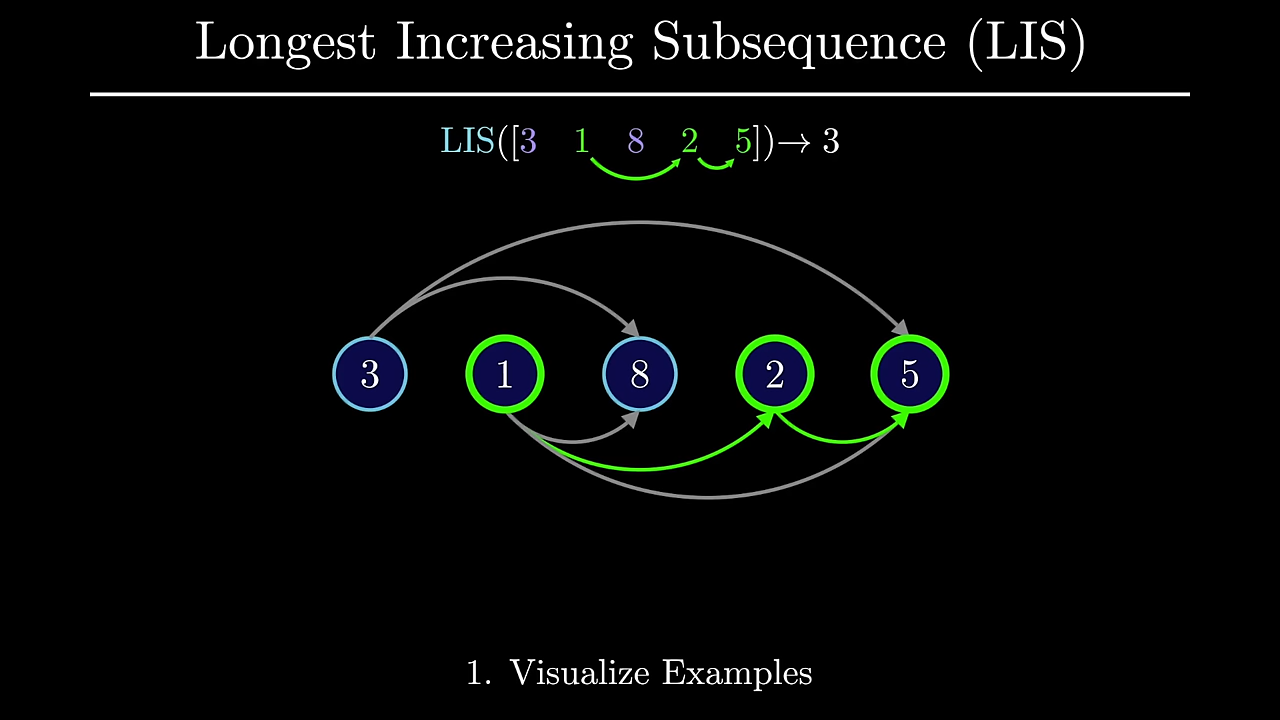 Longest Increasing Subsequence (LIS)
LIS([3 1 8 2 5])→ 3
3 1 8 2 5
1. Visualize Examples